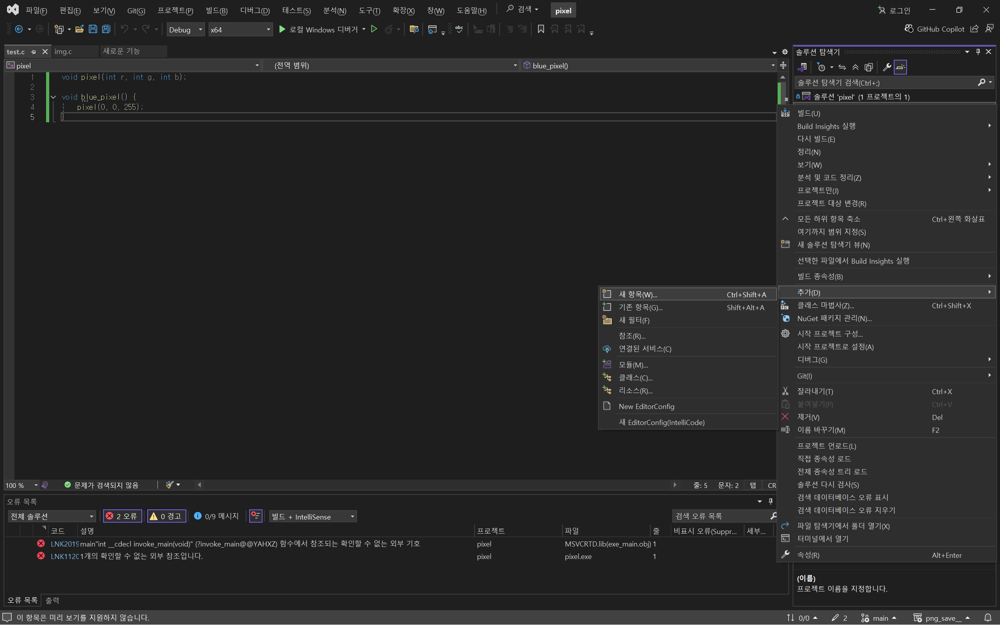 파일(F) 편집(E) 보기(V) Git(G) 프로젝트(P) 빌드(B) 디버그(D) 테스트(S) 분석(N) 도구(T) 확장(X) 창(W) 도움말(H) 검색 pixel 로그인
Debug x64 로컬 Windows 디버거 abc GitHub Copilot
test.c img.c 새로운 기능
pixel (전역 범위) blue_pixel()
1 void pixel(int r, int g, int b);
2
3 void blue_pixel() {
4 pixel(0, 0, 255);
5 }
솔루션 탐색기
솔루션 탐색기 검색(Ctrl+;)
솔루션 'pixel' (1 프로젝트의 1)
빌드(U)
Build Insights 실행
다시 빌드(E)
정리(N)
보기(W)
분석 및 코드 정리(Z)
프로젝트만(J)
프로젝트 대상 변경(R)
모든 하위 항목 축소 Ctrl+왼쪽 화살표
여기까지 범위 지정(S)
새 솔루션 탐색기 뷰(N)
선택한 파일에서 Build Insights 실행
빌드 종속성(B)
추가(D)
클래스 마법사(Z)... Ctrl+Shift+X
NuGet 패키지 관리(N)...
시작 프로젝트 구성...
시작 프로젝트로 설정(A)
디버그(G)
Git(I)
잘라내기(T) Ctrl+X
붙여넣기(P) Ctrl+V
제거(V) Del
이름 바꾸기(M) F2
프로젝트 언로드(L)
직접 종속성 로드
전체 종속성 트리 로드
솔루션 다시 검사(S)
검색 데이터베이스 오류 표시
검색 데이터베이스 오류 지우기
파일 탐색기에서 폴더 열기(X)
터미널에서 열기
속성(R) Alt+Enter
새 항목(W)... Ctrl+Shift+A
기존 항목(G)... Shift+Alt+A
새 필터(F)
참조(R)...
연결된 서비스(C)
모듈(M)...
클래스(C)...
리소스(R)...
New EditorConfig
새 EditorConfig(IntelliCode)
100 % 문제가 검색되지 않음 줄: 5 문자: 2 탭 CR
오류 목록
전체 솔루션 2 오류 0 경고 0/9 메시지 빌드 + IntelliSense 검색 오류 목록
코드 설명 프로젝트 파일 줄 비표시 오류(Suppr... 세부...
LNK2019 main"int __cdecl invoke_main(void)" (?invoke_main@@YAHXZ) 함수에서 참조되는 확인할 수 없는 외부 기호 pixel MSVCRTD.lib(exe_main.obj) 1
LNK1120 1개의 확인할 수 없는 외부 참조입니다. pixel pixel.exe 1
(이름)
프로젝트 이름을 지정합니다.
오류 목록 출력
이 항목은 미리 보기를 지원하지 않습니다. 0/0 2 main png_save__